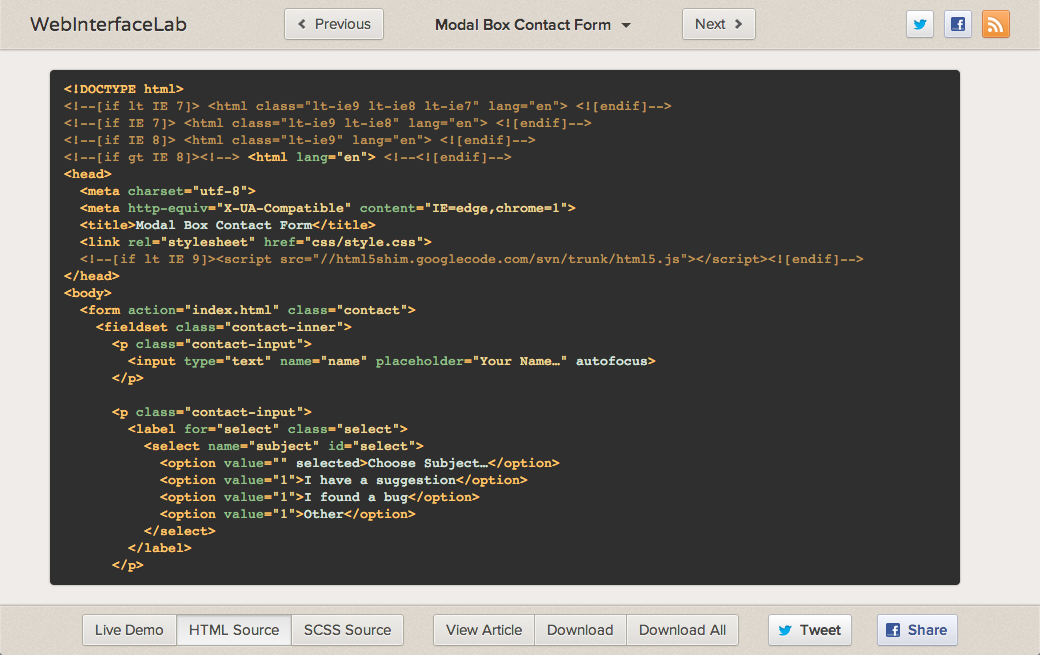 WebInterfaceLab
Previous
Modal Box Contact Form
Next
<!DOCTYPE html>
<!--[if lt IE 7]> <html class="lt-ie9 lt-ie8 lt-ie7" lang="en"> <![endif]-->
<!--[if IE 7]> <html class="lt-ie9 lt-ie8" lang="en"> <![endif]-->
<!--[if IE 8]> <html class="lt-ie9" lang="en"> <![endif]-->
<!--[if gt IE 8]><!--> <html lang="en"> <!--<![endif]-->
<head>
  <meta charset="utf-8">
  <meta http-equiv="X-UA-Compatible" content="IE=edge,chrome=1">
  <title>Modal Box Contact Form</title>
  <link rel="stylesheet" href="css/style.css">
  <!--[if lt IE 9]><script src="//html5shim.googlecode.com/svn/trunk/html5.js"></script><![endif]-->
</head>
<body>
  <form action="index.html" class="contact">
    <fieldset class="contact-inner">
      <p class="contact-input">
        <input type="text" name="name" placeholder="Your Name…" autofocus>
      </p>
      <p class="contact-input">
        <label for="select" class="select">
          <select name="subject" id="select">
            <option value="" selected>Choose Subject…</option>
            <option value="1">I have a suggestion</option>
            <option value="1">I found a bug</option>
            <option value="1">Other</option>
          </select>
        </label>
      </p>
Live Demo
HTML Source
SCSS Source
View Article
Download
Download All
Tweet
Share